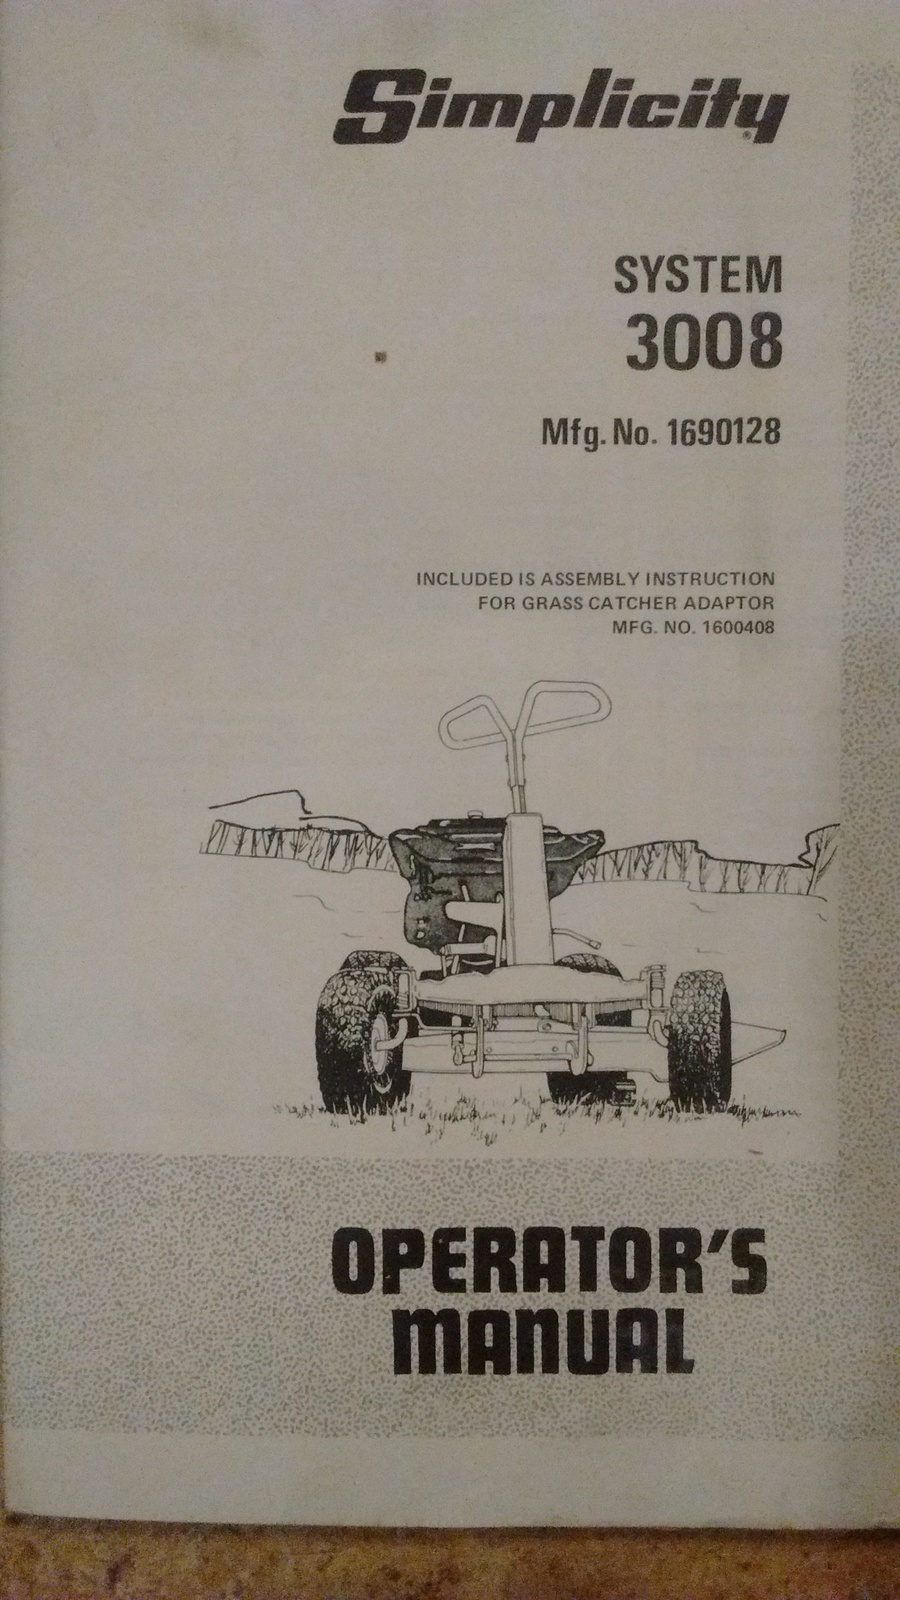 Simplicity®
SYSTEM
3008
Mfg. No. 1690128
INCLUDED IS ASSEMBLY INSTRUCTION
FOR GRASS CATCHER ADAPTOR
MFG. NO. 1600408
OPERATOR'S
MANUAL